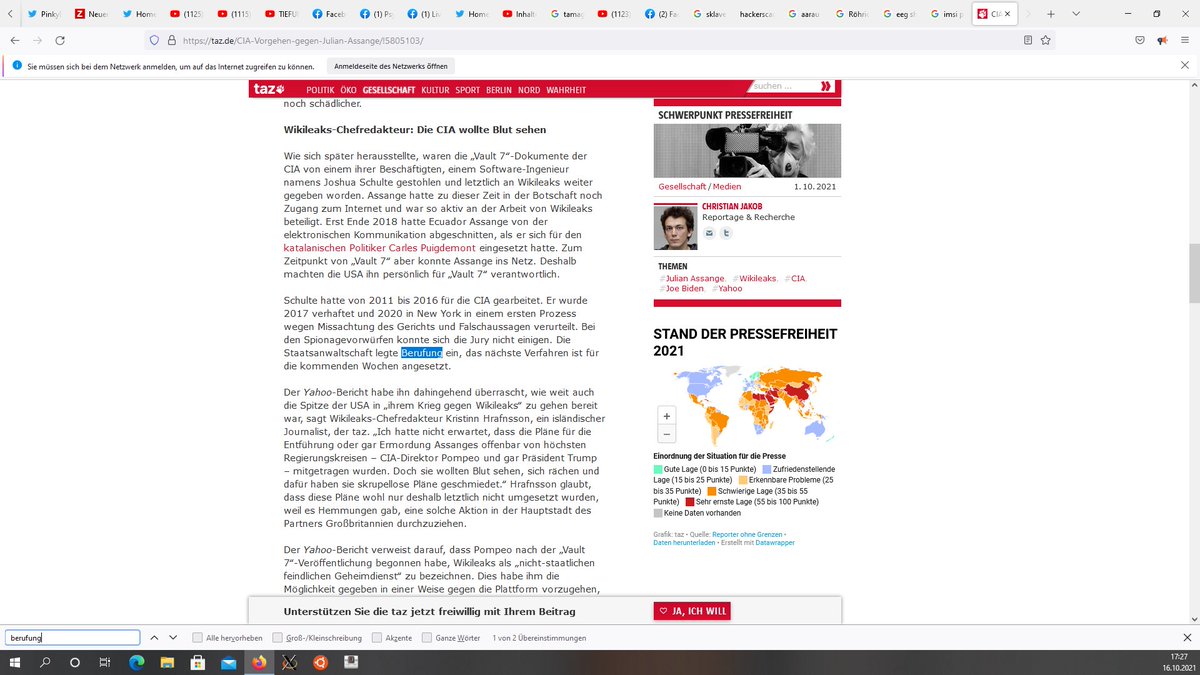 Pinky!
Neues
Home
(1125)
(1115)
TIEFU
Faceb
(1) Ps
(1) Li
Home
Inhalt
tamag
(1123)
(2) Fa
sklave
hackerscar
aarau
Röhri
eeg s
imsi p
CIA
https://taz.de/CIA-Vorgehen-gegen-Julian-Assange/!5805103/
Sie müssen sich bei dem Netzwerk anmelden, um auf das Internet zugreifen zu können.
Anmeldeseite des Netzwerks öffnen
taz
POLITIK ÖKO GESELLSCHAFT KULTUR SPORT BERLIN NORD WAHRHEIT
suchen ...
noch schädlicher.
Wikileaks-Chefredakteur: Die CIA wollte Blut sehen
Wie sich später herausstellte, waren die „Vault 7“-Dokumente der
CIA von einem ihrer Beschäftigten, einem Software-Ingenieur
namens Joshua Schulte gestohlen und letztlich an Wikileaks weiter
gegeben worden. Assange hatte zu dieser Zeit in der Botschaft noch
Zugang zum Internet und war so aktiv an der Arbeit von Wikileaks
beteiligt. Erst Ende 2018 hatte Ecuador Assange von der
elektronischen Kommunikation abgeschnitten, als er sich für den
katalanischen Politiker Carles Puigdemont eingesetzt hatte. Zum
Zeitpunkt von „Vault 7“ aber konnte Assange ins Netz. Deshalb
machten die USA ihn persönlich für „Vault 7“ verantwortlich.
Schulte hatte von 2011 bis 2016 für die CIA gearbeitet. Er wurde
2017 verhaftet und 2020 in New York in einem ersten Prozess
wegen Missachtung des Gerichts und Falschaussagen verurteilt. Bei
den Spionagevorwürfen konnte sich die Jury nicht einigen. Die
Staatsanwaltschaft legte Berufung ein, das nächste Verfahren ist für
die kommenden Wochen angesetzt.
Der Yahoo-Bericht habe ihn dahingehend überrascht, wie weit auch
die Spitze der USA in „ihrem Krieg gegen Wikileaks“ zu gehen bereit
war, sagt Wikileaks-Chefredakteur Kristinn Hrafnsson, ein isländischer
Journalist, der taz. „Ich hatte nicht erwartet, dass die Pläne für die
Entführung oder gar Ermordung Assanges offenbar von höchsten
Regierungskreisen – CIA-Direktor Pompeo und gar Präsident Trump
– mitgetragen wurden. Doch sie wollten Blut sehen, sich rächen und
dafür haben sie skrupellose Pläne geschmiedet.“ Hrafnsson glaubt,
dass diese Pläne wohl nur deshalb letztlich nicht umgesetzt wurden,
weil es Hemmungen gab, eine solche Aktion in der Hauptstadt des
Partners Großbritannien durchzuziehen.
Der Yahoo-Bericht verweist darauf, dass Pompeo nach der „Vault
7“-Veröffentlichung begonnen habe, Wikileaks als „nicht-staatlichen
feindlichen Geheimdienst“ zu bezeichnen. Dies habe ihm die
Möglichkeit gegeben in einer Weise gegen die Plattform vorzugehen,
SCHWERPUNKT PRESSEFREIHEIT
Gesellschaft / Medien
1. 10. 2021
CHRISTIAN JAKOB
Reportage & Recherche
THEMEN
#Julian Assange, #Wikileaks, #CIA,
#Joe Biden, #Yahoo
STAND DER PRESSEFREIHEIT
2021
+
−
Einordnung der Situation für die Presse
Gute Lage (0 bis 15 Punkte) Zufriedenstellende
Lage (15 bis 25 Punkte) Erkennbare Probleme (25
bis 35 Punkte) Schwierige Lage (35 bis 55
Punkte) Sehr ernste Lage (55 bis 100 Punkte)
Keine Daten vorhanden
Grafik: taz • Quelle: Reporter ohne Grenzen •
Daten herunterladen • Erstellt mit Datawrapper
Unterstützen Sie die taz jetzt freiwillig mit Ihrem Beitrag
JA, ICH WILL
berufung
Alle hervorheben
Groß-/Kleinschreibung
Akzente
Ganze Wörter
1 von 2 Übereinstimmungen
17:27
16.10.2021